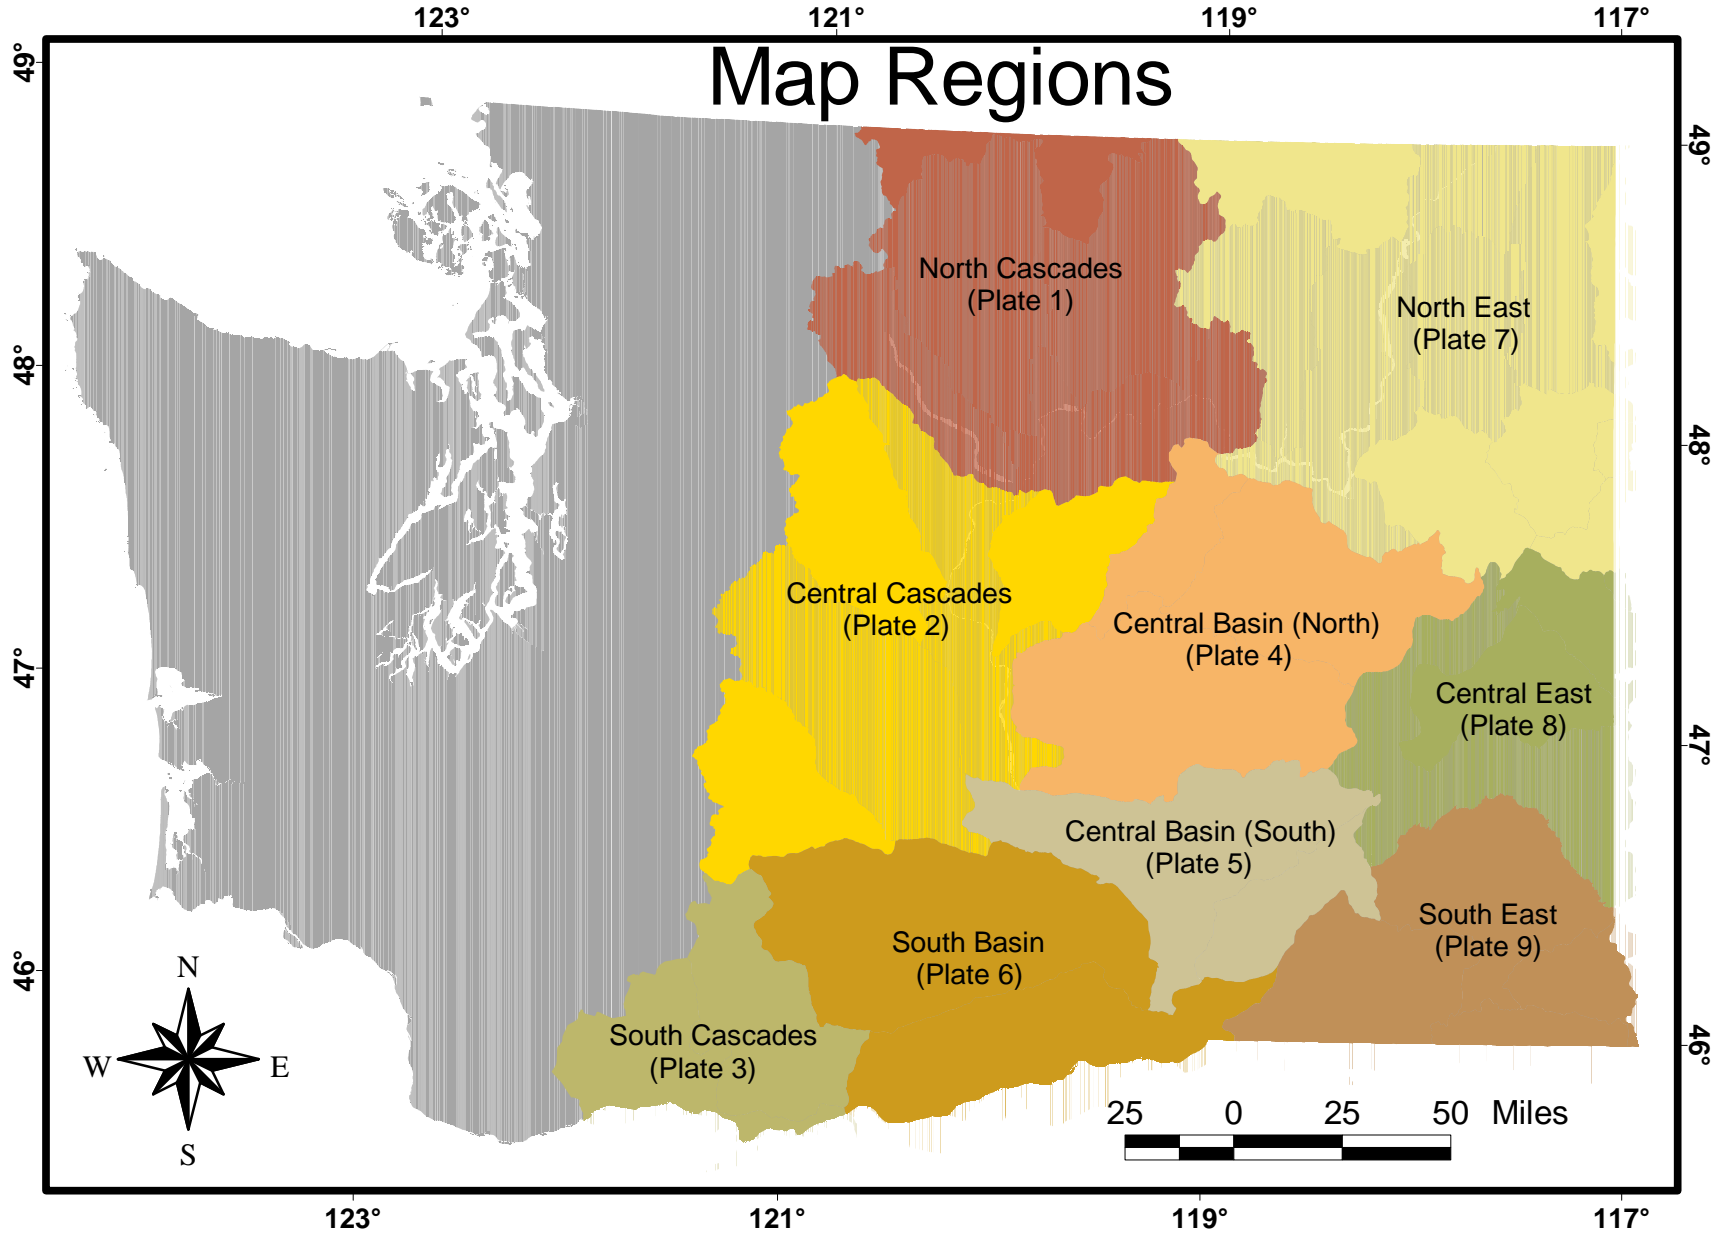 123° 121° 119° 117°
Map Regions
49°
49°
North Cascades
(Plate 1)
North East
(Plate 7)
48°
48°
Central Cascades
(Plate 2)
Central Basin (North)
(Plate 4)
47°
Central East
(Plate 8)
47°
Central Basin (South)
(Plate 5)
South East
(Plate 9)
South Basin
(Plate 6)
46°
46°
South Cascades
(Plate 3)
N
W E
S
25 0 25 50 Miles
123° 121° 119° 117°